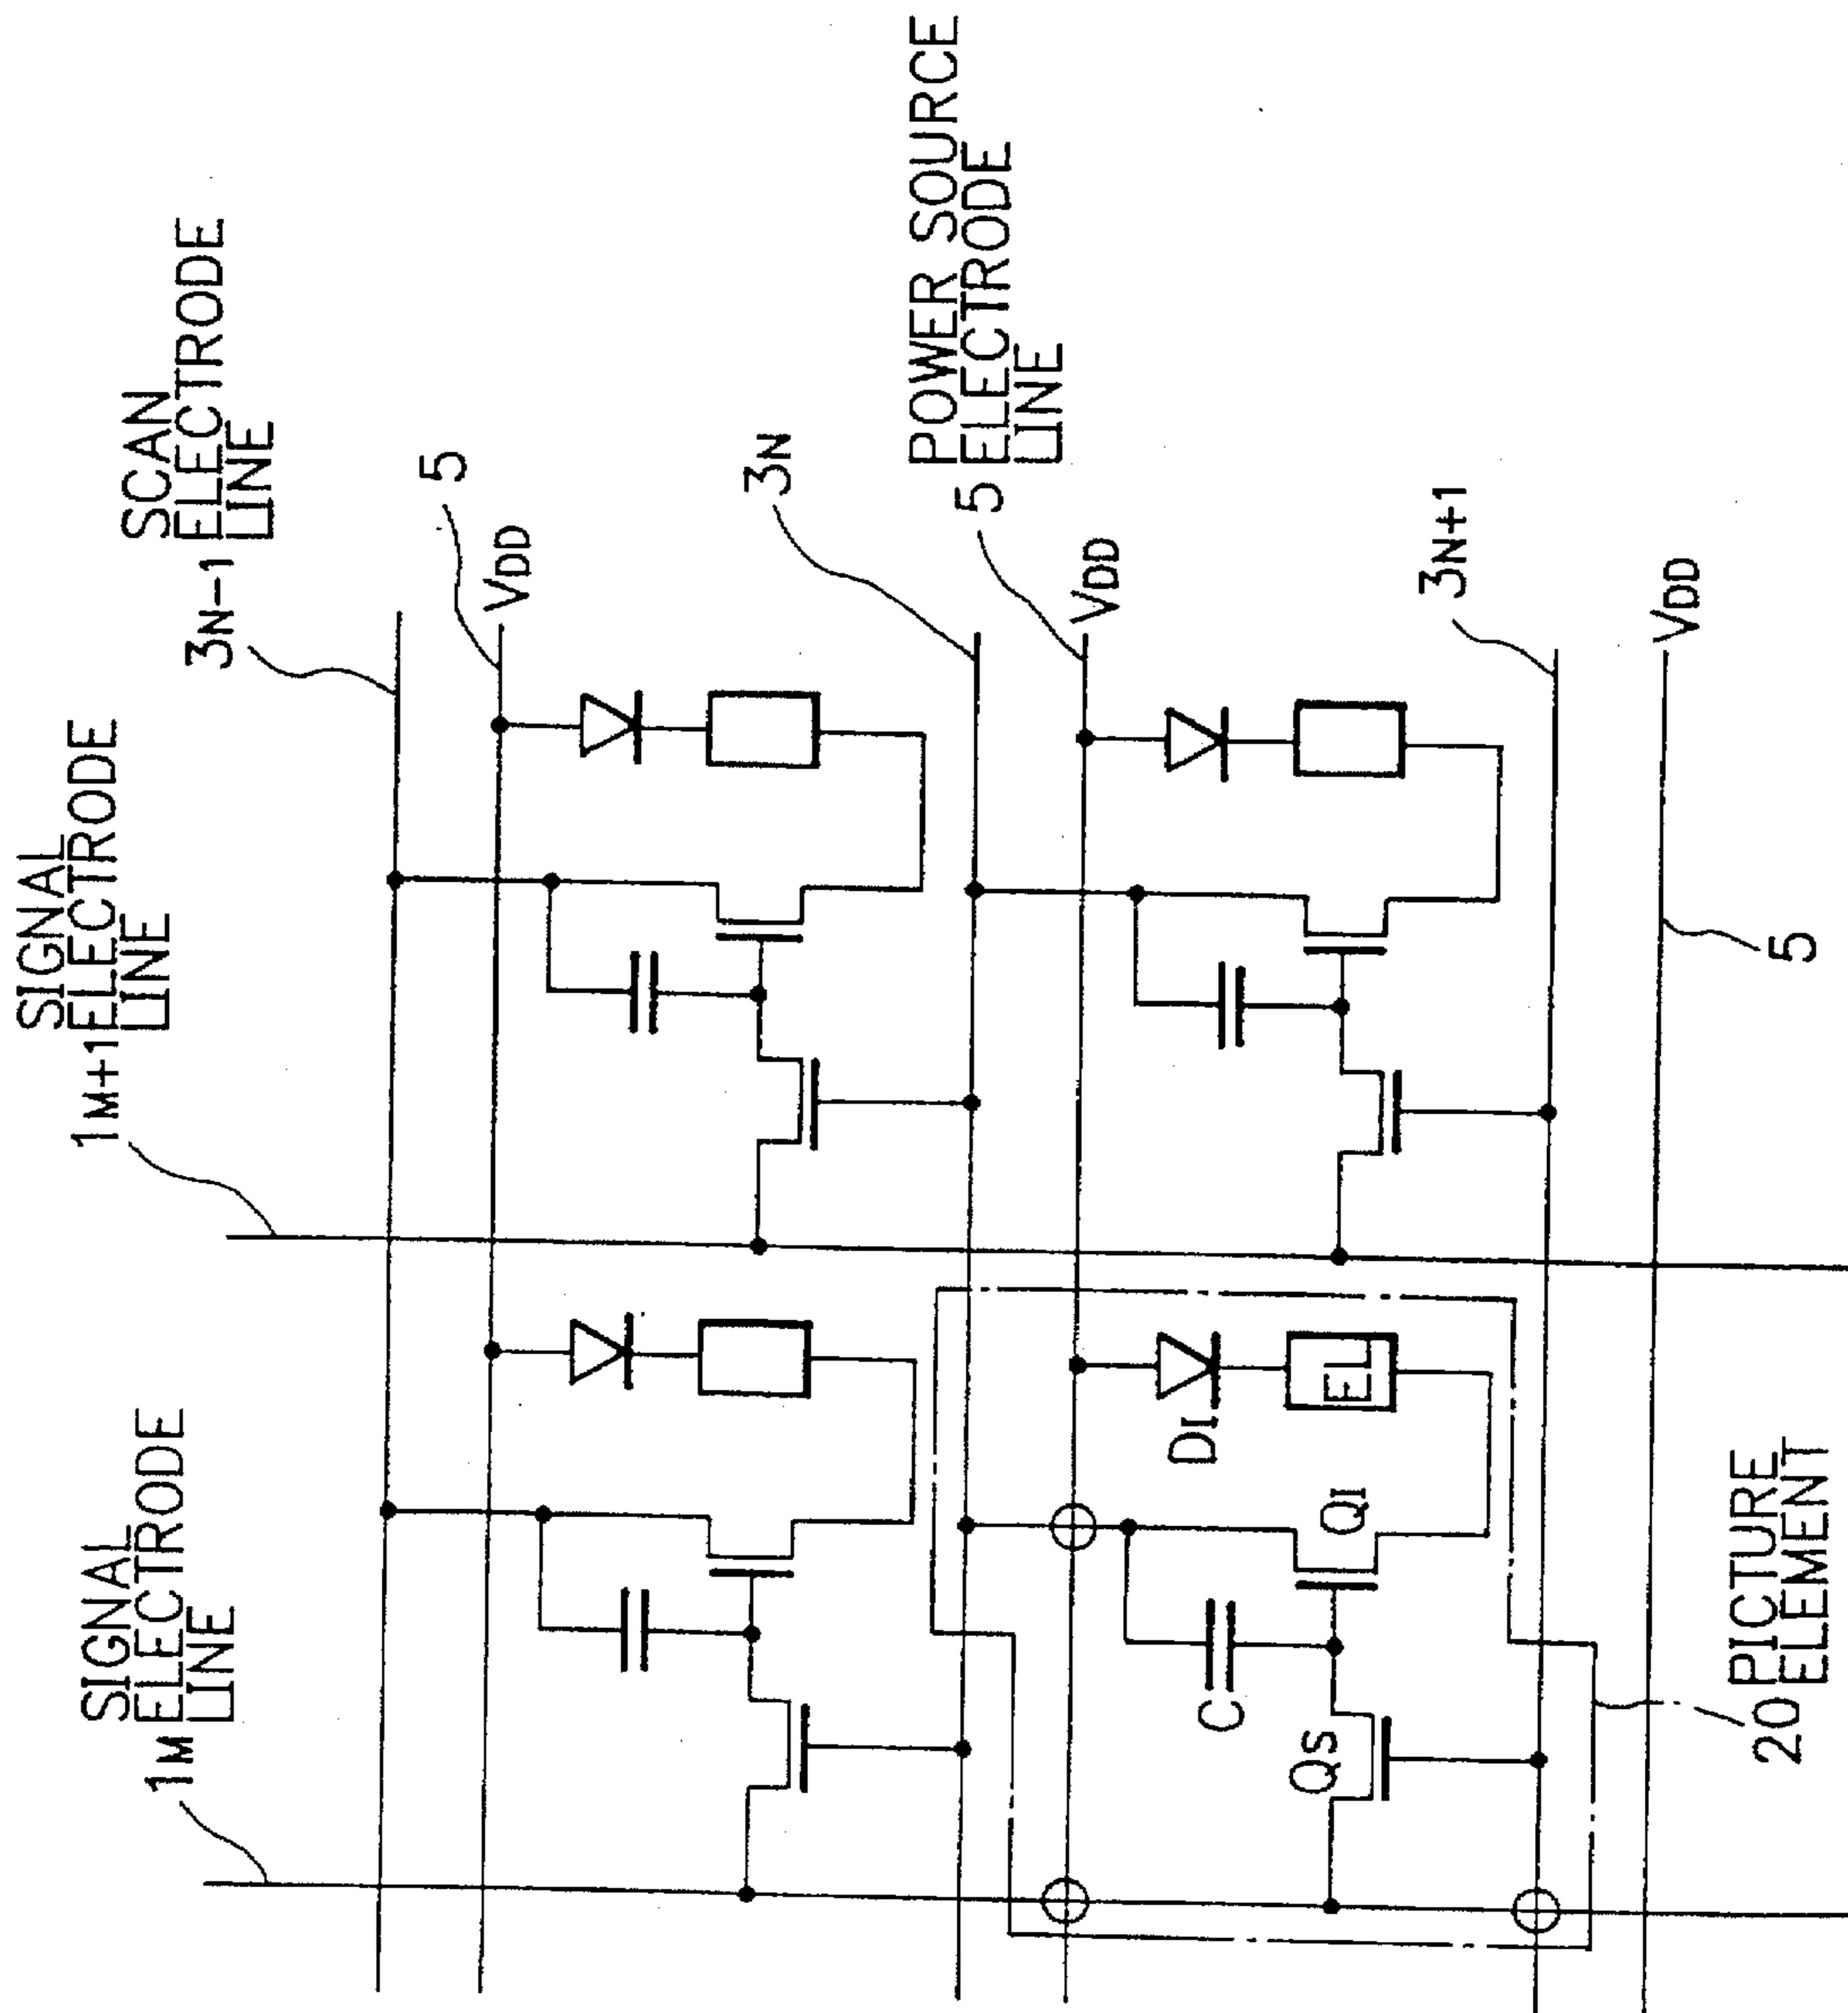 SIGNAL
1M ELECTRODE
LINE
SIGNAL
1M+1 ELECTRODE
LINE
SCAN
3N-1 ELECTRODE
LINE
5
VDD
3N
POWER SOURCE
5 ELECTRODE
LINE
VDD
DI
C
QS
QI
EL
3N+1
VDD
5
PICTURE
20 ELEMENT